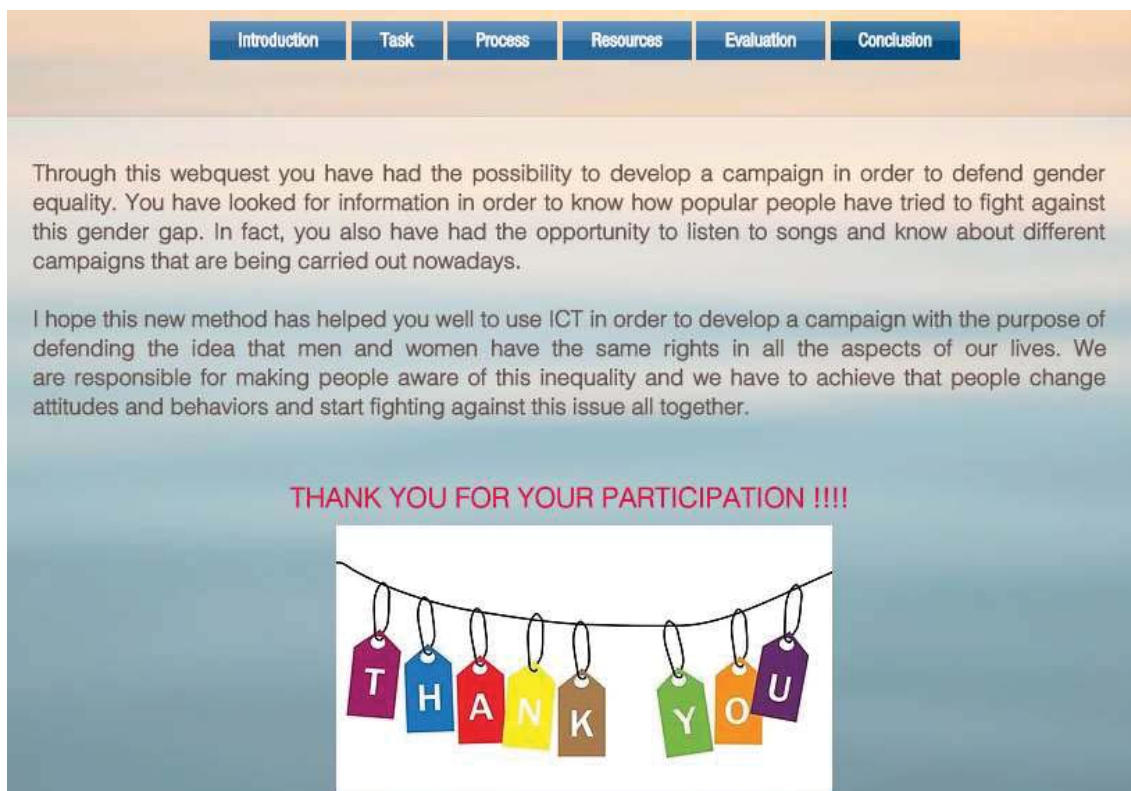 Introduction Task Process Resources Evaluation Conclusion
Through this webquest you have had the possibility to develop a campaign in order to defend gender
equality. You have looked for information in order to know how popular people have tried to fight against
this gender gap. In fact, you also have had the opportunity to listen to songs and know about different
campaigns that are being carried out nowadays.
I hope this new method has helped you well to use ICT in order to develop a campaign with the purpose of
defending the idea that men and women have the same rights in all the aspects of our lives. We
are responsible for making people aware of this inequality and we have to achieve that people change
attitudes and behaviors and start fighting against this issue all together.
THANK YOU FOR YOUR PARTICIPATION !!!!
THANK YOU